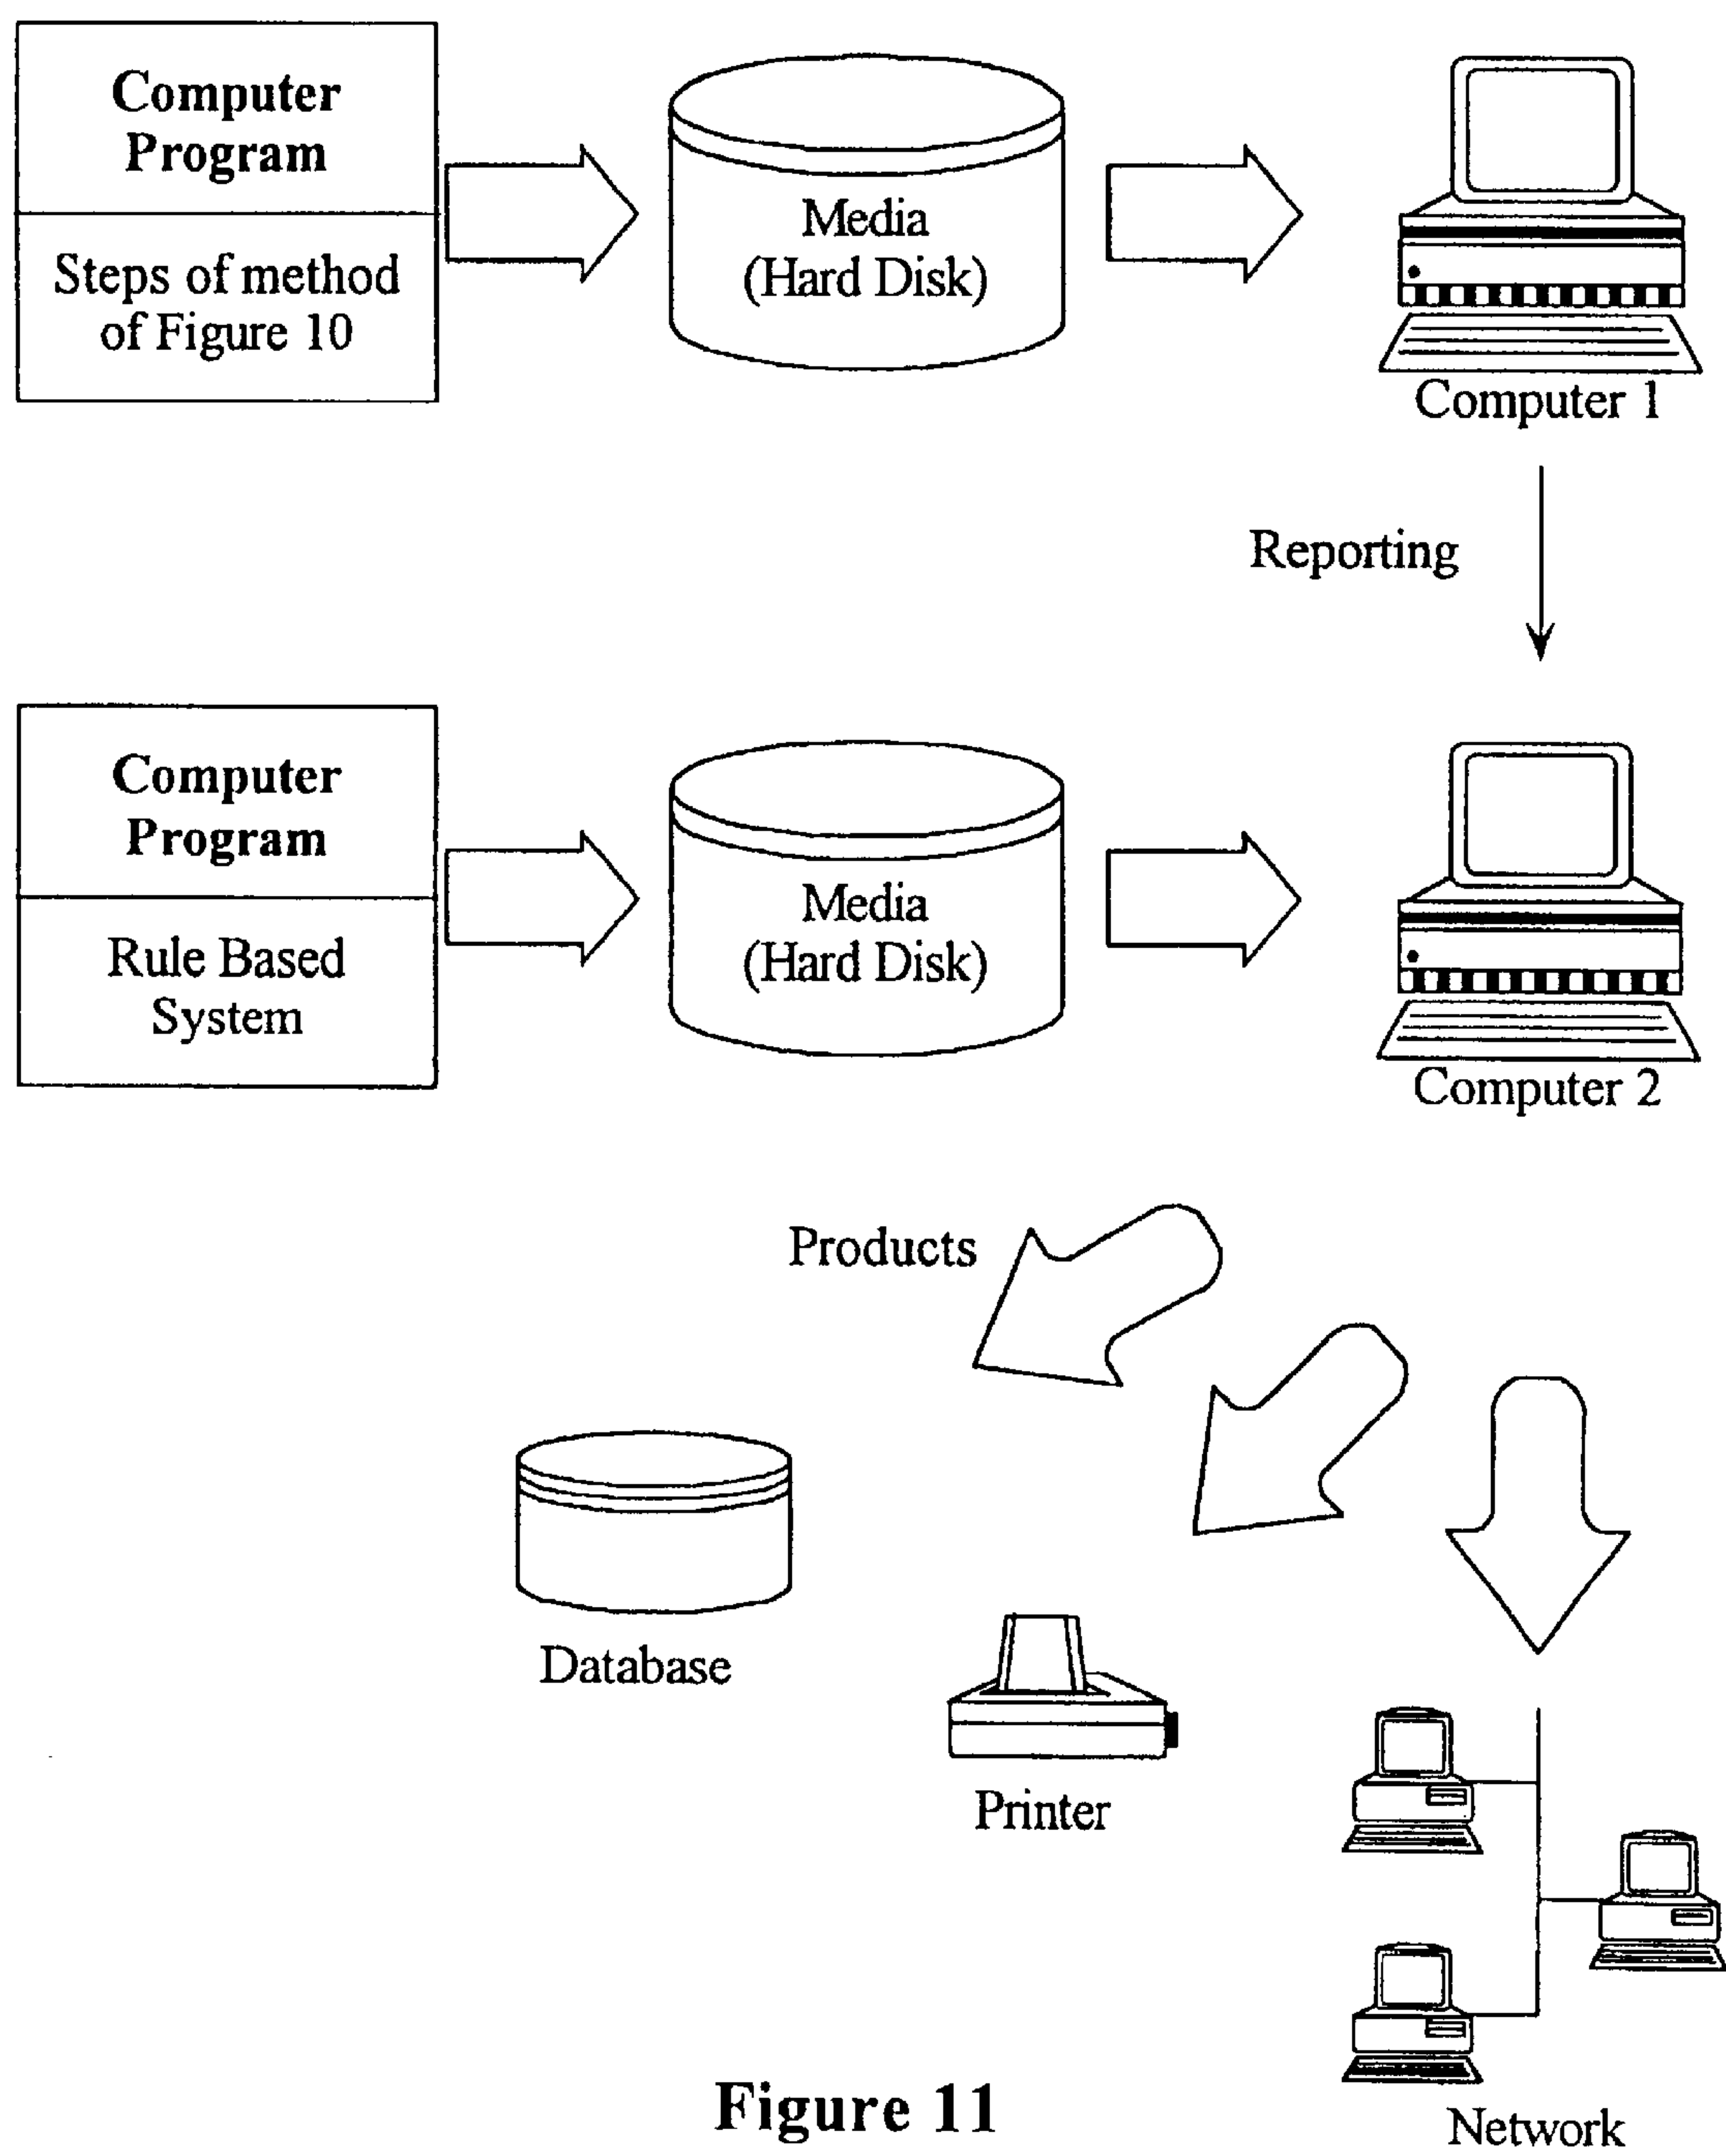 Computer
Program
Steps of method
of Figure 10
Media
(Hard Disk)
Computer 1
Reporting
Computer
Program
Rule Based
System
Media
(Hard Disk)
Computer 2
Products
Database
Printer
Network
Figure 11